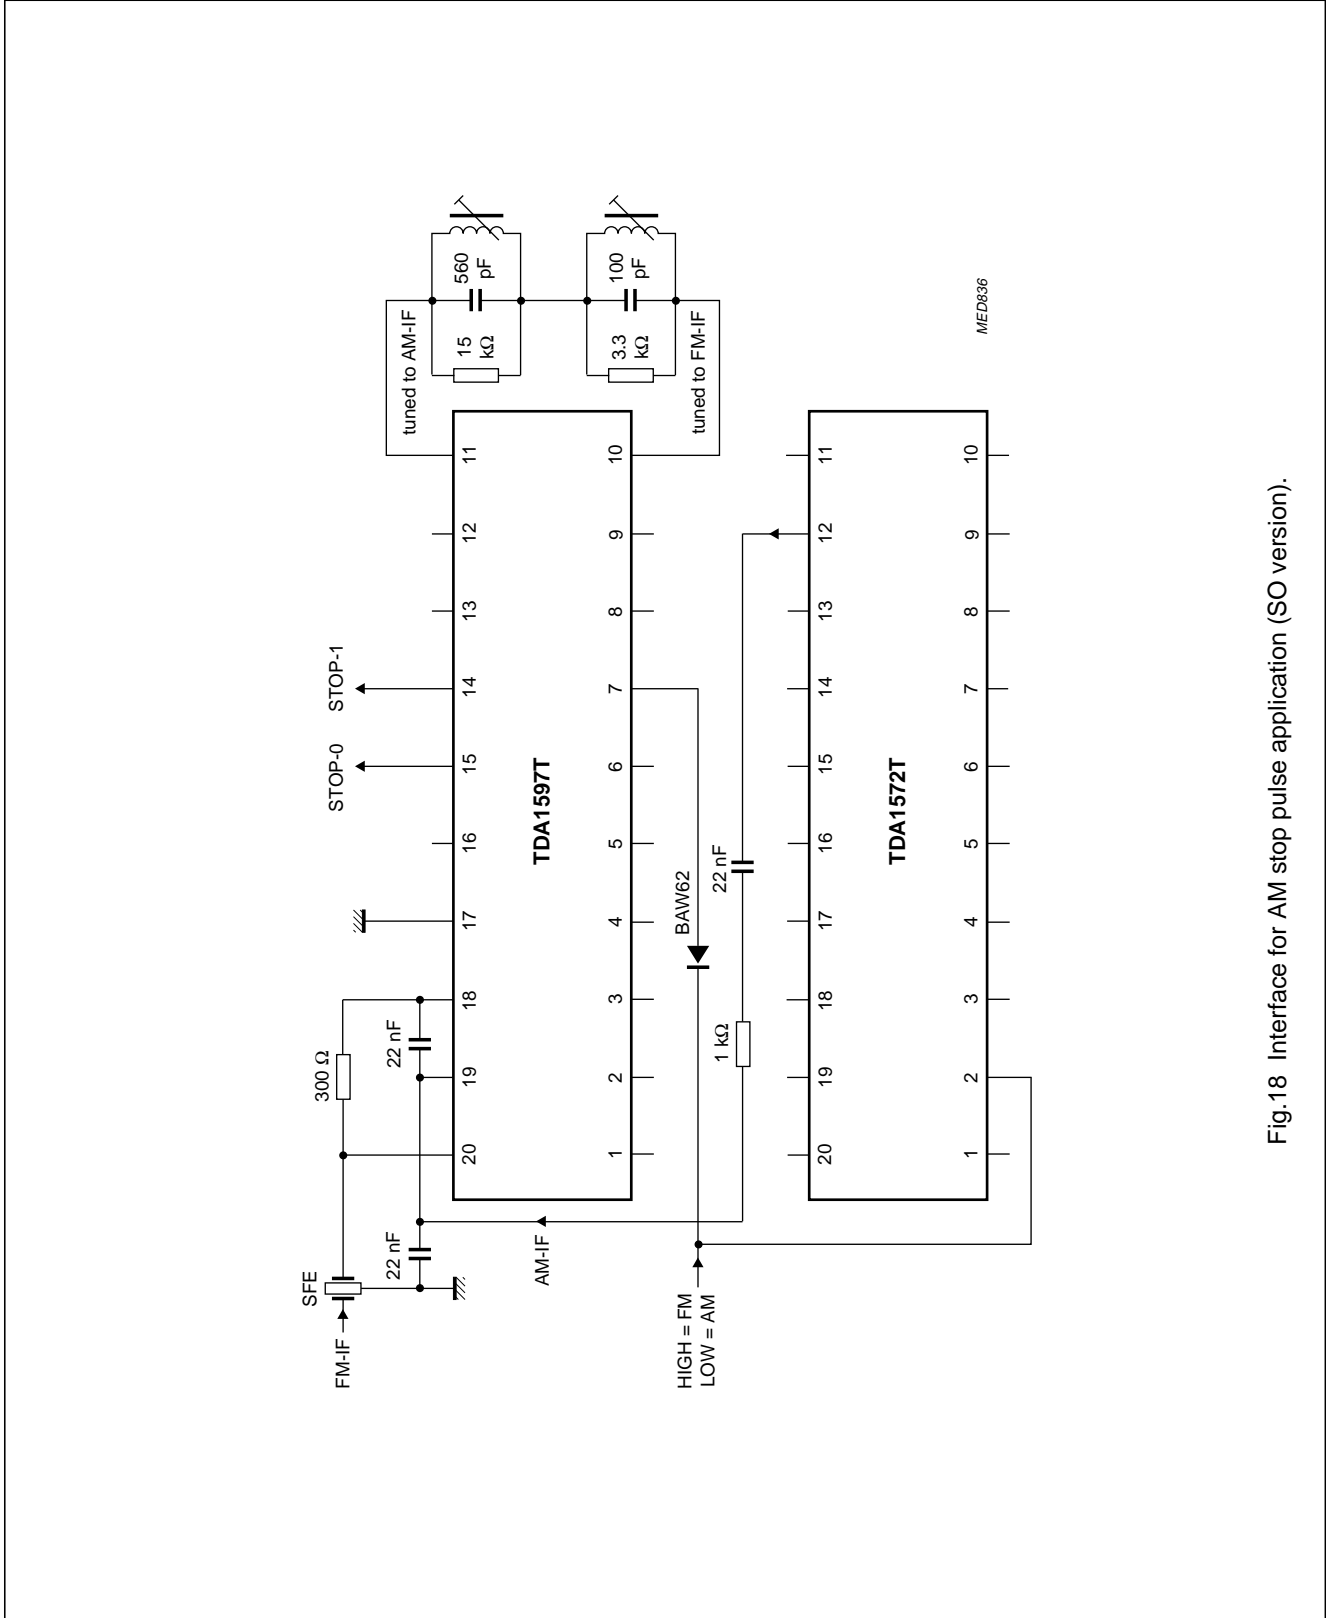 FM-IF
SFE
22 nF
300 Ω
22 nF
STOP-0
STOP-1
20
19
18
17
16
15
14
13
12
11
TDA1597T
1
2
3
4
5
6
7
8
9
10
tuned to AM-IF
15
kΩ
560
pF
3.3
kΩ
100
pF
tuned to FM-IF
AM-IF
HIGH = FM
LOW = AM
BAW62
1 kΩ
22 nF
20
19
18
17
16
15
14
13
12
11
TDA1572T
1
2
3
4
5
6
7
8
9
10
MED836
Fig.18 Interface for AM stop pulse application (SO version).